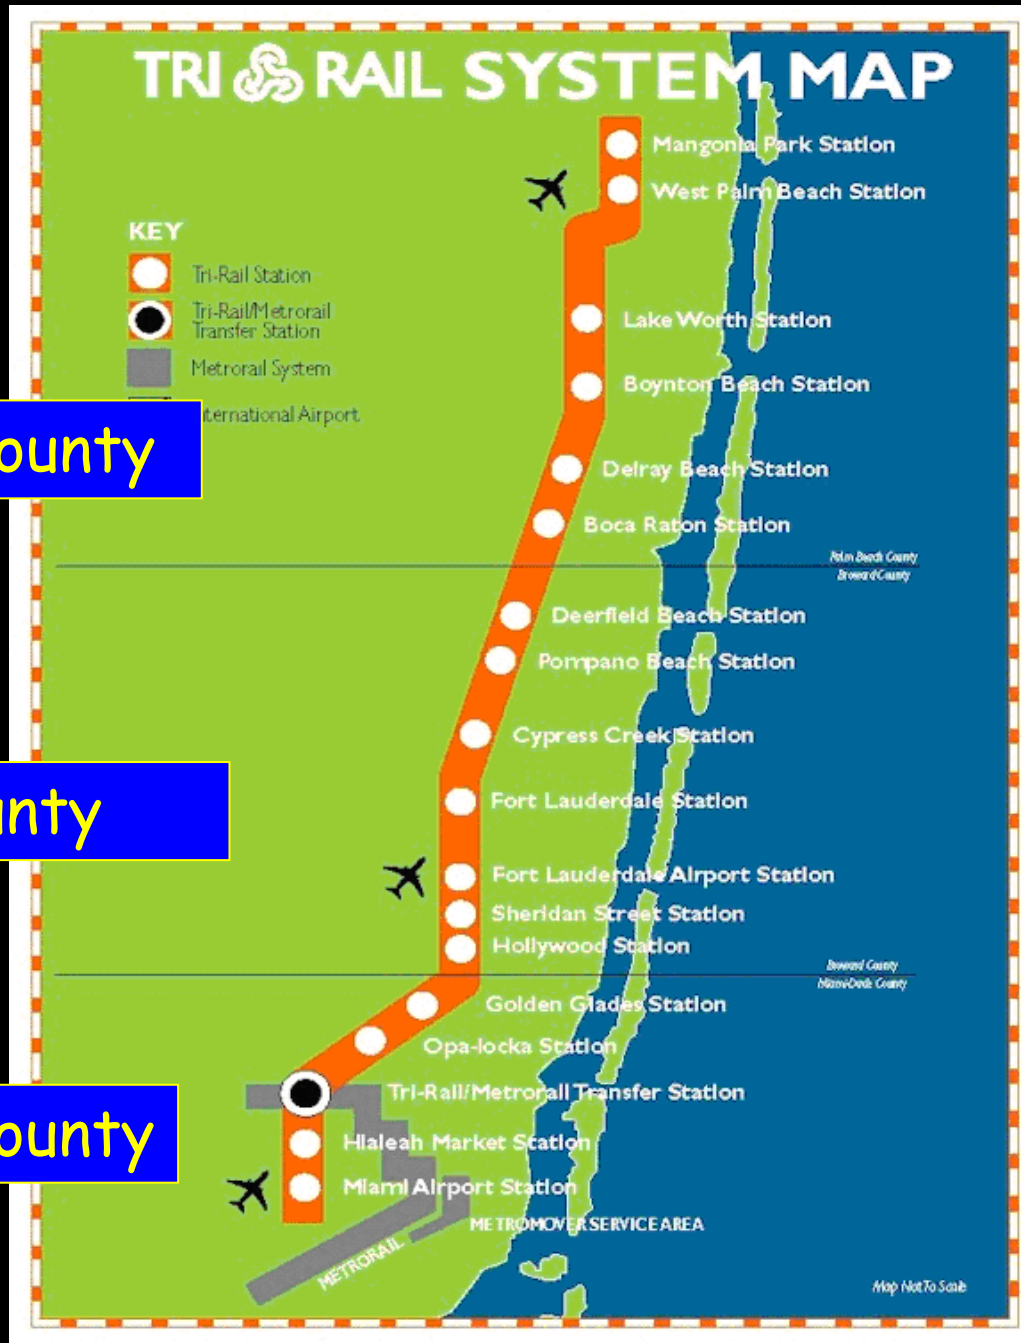 TRI RAIL SYSTEM MAP
Mangonia Park Station
West Palm Beach Station
KEY
Tri-Rail Station
Tri-Rail/Metrorail
Transfer Station
Metrorail System
International Airport
Lake Worth Station
Boynton Beach Station
ounty
Delray Beach Station
Boca Raton Station
Palm Beach County
Broward County
Deerfield Beach Station
Pompano Beach Station
Cypress Creek Station
unty
Fort Lauderdale Station
Fort Lauderdale Airport Station
Sheridan Street Station
Hollywood Station
Broward County
Miami-Dade County
Golden Glades Station
Opa-locka Station
Tri-Rail/Metrorail Transfer Station
ounty
Hialeah Market Station
Miami Airport Station
METROMOVER SERVICE AREA
METRORAIL
Map Not To Scale